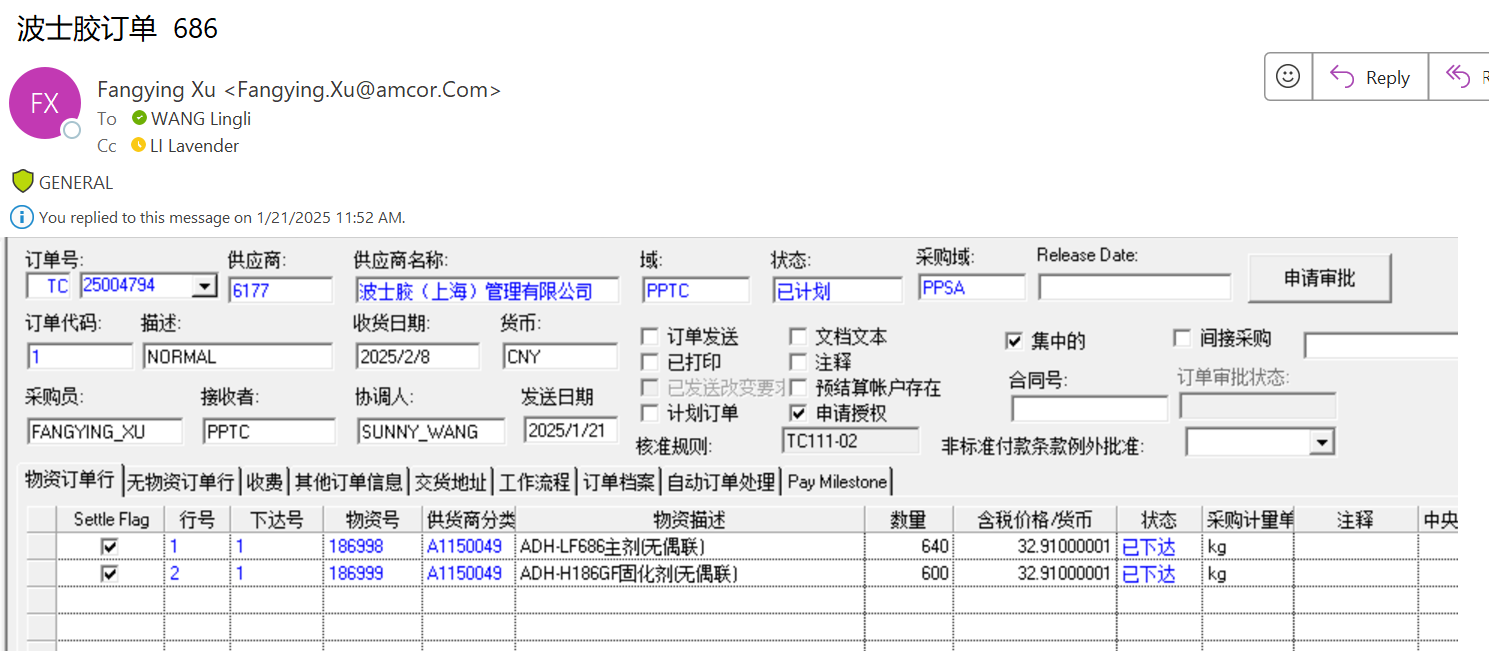 波士胶订单 686
FX
Fangying Xu <Fangying.Xu@amcor.Com>
To WANG Lingli
Cc LI Lavender
Reply
GENERAL
You replied to this message on 1/21/2025 11:52 AM.
订单号: 供应商: 供应商名称: 域: 状态: 采购域: Release Date:
TC 25004794 6177 波士胶（上海）管理有限公司 PPTC 已计划 PPSA 申请审批
订单代码: 描述: 收货日期: 货币:
订单发送 文档文本 集中的 间接采购
1 NORMAL 2025/2/8 CNY
已打印 注释
合同号: 订单审批状态:
采购员: 接收者: 协调人: 发送日期
已发送改变要求 预结算帐户存在
计划订单 申请授权
FANGYING_XU PPTC SUNNY_WANG 2025/1/21
核准规则: TC111-02 非标准付款条款例外批准:
物资订单行 无物资订单行 收费 其他订单信息 交货地址 工作流程 订单档案 自动订单处理 Pay Milestone
Settle Flag 行号 下达号 物资号 供货商分类 物资描述 数量 含税价格/货币 状态 采购计量单 注释 中央
1 1 186998 A1150049 ADH-LF686主剂(无偶联) 640 32.91000001 已下达 kg
2 1 186999 A1150049 ADH-H186GF固化剂(无偶联) 600 32.91000001 已下达 kg